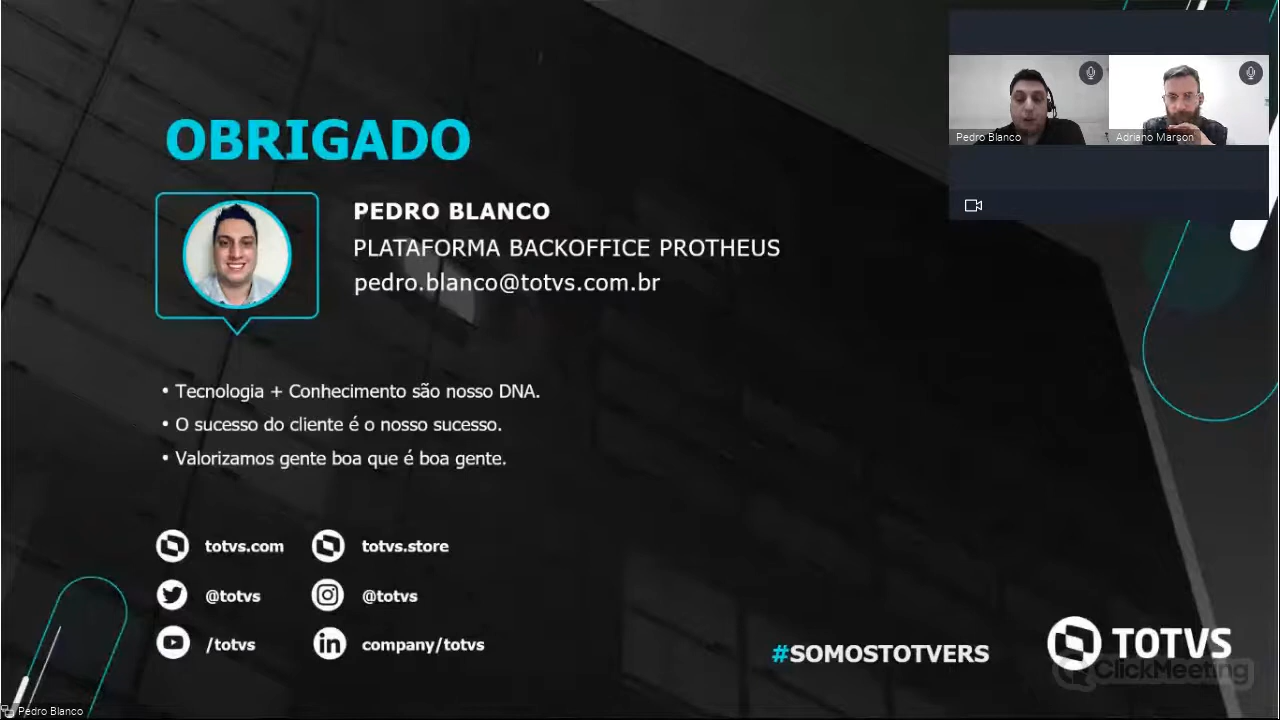 OBRIGADO
PEDRO BLANCO
PLATAFORMA BACKOFFICE PROTHEUS
pedro.blanco@totvs.com.br
• Tecnologia + Conhecimento são nosso DNA.
• O sucesso do cliente é o nosso sucesso.
• Valorizamos gente boa que é boa gente.
totvs.com
totvs.store
@totvs
@totvs
/totvs
company/totvs
#SOMOSTOTVERS
TOTVS
ClickMeeting
Pedro Blanco
Adriano Marson
Pedro Blanco